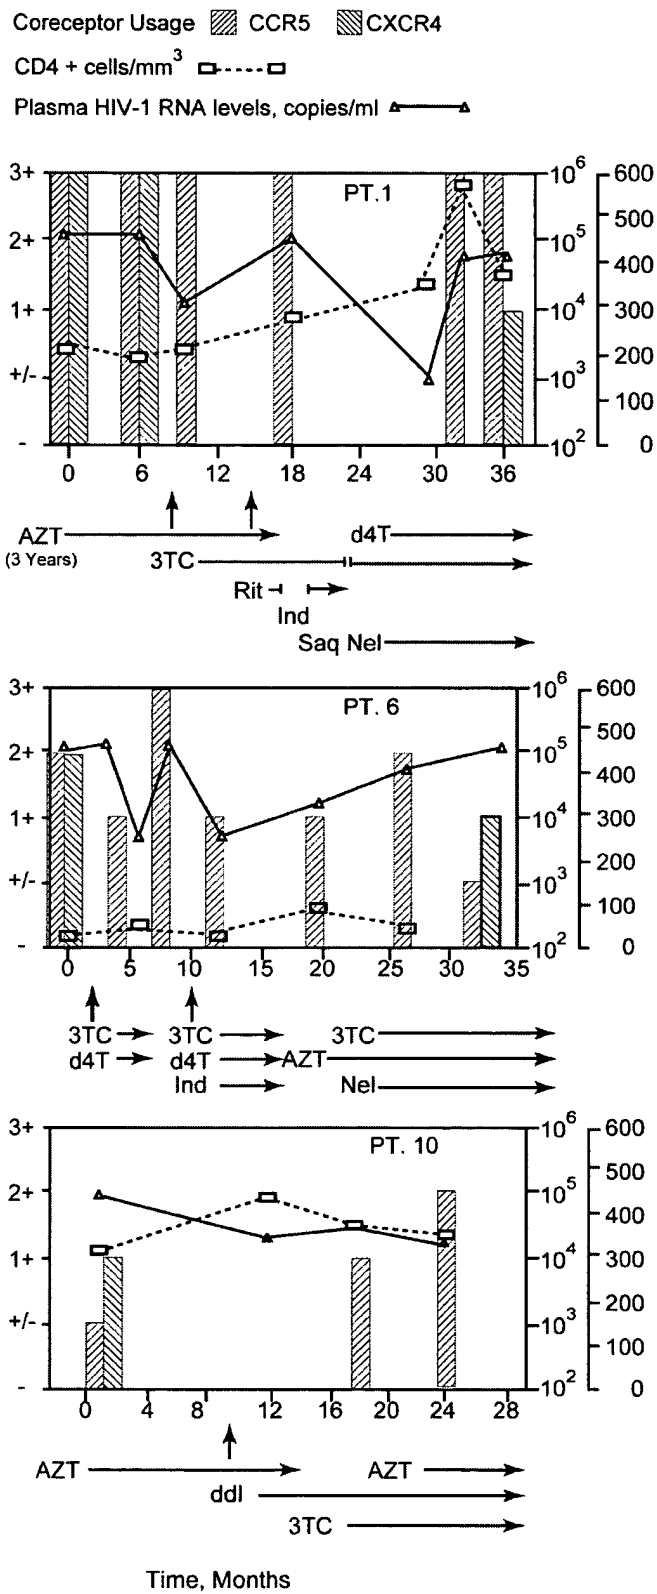 Coreceptor Usage CCR5 CXCR4
CD4 + cells/mm3
Plasma HIV-1 RNA levels, copies/ml
PT.1
3+ 10^6 600
500
2+ 10^5
400
1+ 10^4 300
200
+/- 10^3
100
- 10^2 0
0 6 12 18 24 30 36
AZT d4T
(3 Years) 3TC
Rit
Ind
Saq Nel
PT. 6
3+ 10^6 600
500
2+ 10^5
400
1+ 10^4 300
200
+/- 10^3
100
- 10^2 0
0 5 10 15 20 25 30 35
3TC 3TC 3TC
d4T d4T AZT
Ind Nel
3+ 10^6 600
PT. 10
500
2+ 10^5
400
1+ 10^4 300
200
+/- 10^3
100
- 10^2 0
0 4 8 12 16 20 24 28
AZT AZT
ddI
3TC
Time, Months